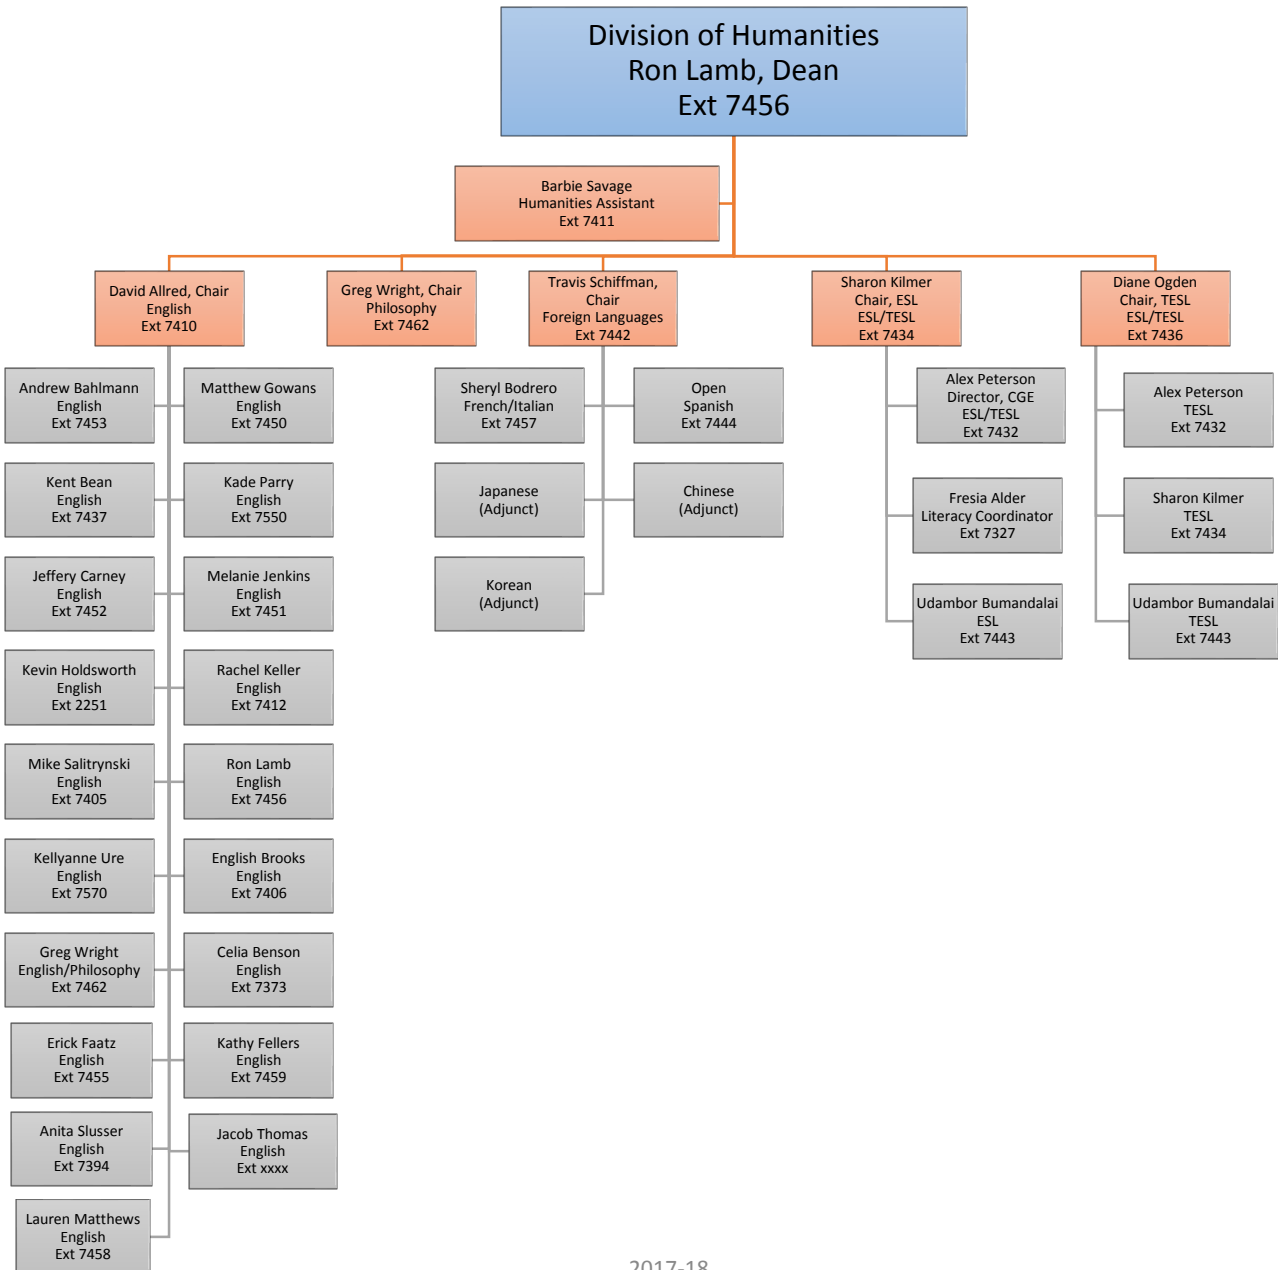 Division of Humanities
Ron Lamb, Dean
Ext 7456
Barbie Savage
Humanities Assistant
Ext 7411
David Allred, Chair
English
Ext 7410
Greg Wright, Chair
Philosophy
Ext 7462
Travis Schiffman,
Chair
Foreign Languages
Ext 7442
Sharon Kilmer
Chair, ESL
ESL/TESL
Ext 7434
Diane Ogden
Chair, TESL
ESL/TESL
Ext 7436
Andrew Bahlmann
English
Ext 7453
Matthew Gowans
English
Ext 7450
Kent Bean
English
Ext 7437
Kade Parry
English
Ext 7550
Jeffery Carney
English
Ext 7452
Melanie Jenkins
English
Ext 7451
Kevin Holdsworth
English
Ext 2251
Rachel Keller
English
Ext 7412
Mike Salitrynski
English
Ext 7405
Ron Lamb
English
Ext 7456
Kellyanne Ure
English
Ext 7570
English Brooks
English
Ext 7406
Greg Wright
English/Philosophy
Ext 7462
Celia Benson
English
Ext 7373
Erick Faatz
English
Ext 7455
Kathy Fellers
English
Ext 7459
Anita Slusser
English
Ext 7394
Jacob Thomas
English
Ext xxxx
Lauren Matthews
English
Ext 7458
Sheryl Bodrero
French/Italian
Ext 7457
Open
Spanish
Ext 7444
Japanese
(Adjunct)
Chinese
(Adjunct)
Korean
(Adjunct)
Alex Peterson
Director, CGE
ESL/TESL
Ext 7432
Fresia Alder
Literacy Coordinator
Ext 7327
Udambor Bumandalai
ESL
Ext 7443
Alex Peterson
TESL
Ext 7432
Sharon Kilmer
TESL
Ext 7434
Udambor Bumandalai
TESL
Ext 7443
2017-18